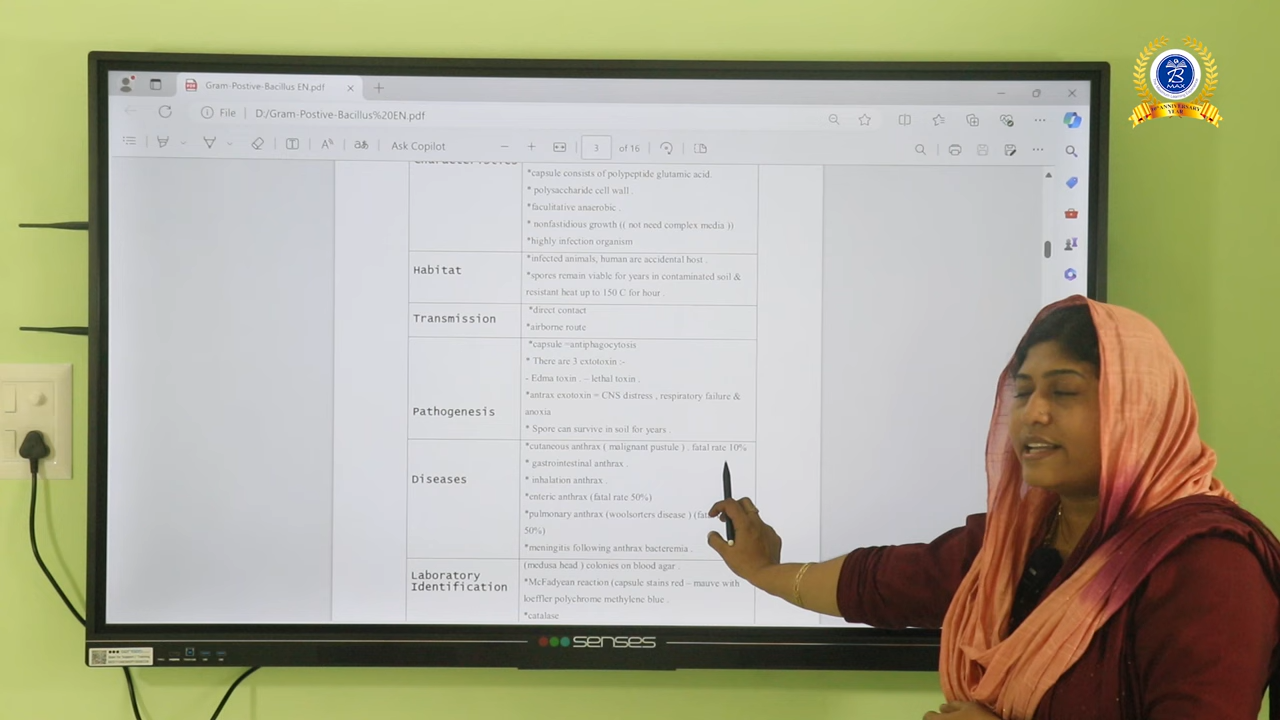 Gram-Postive-Bacillus EN.pdf
File
D:/Gram-Postive-Bacillus%20EN.pdf
Ask Copilot
3 of 16
Characteristics
*capsule consists of polypeptide glutamic acid.
* polysaccharide cell wall .
*faculitative anaerobic .
* nonfastidious growth (( not need complex media ))
*highly infection organism
Habitat
*infected animals, human are accidental host .
*spores remain viable for years in contaminated soil &
resistant heat up to 150 C for hour
Transmission
*direct contact
*airborne route
Pathogenesis
*capsule =antiphagocytosis
* There are 3 extotoxin :-
- Edma toxin . – lethal toxin .
*antrax exotoxin = CNS distress , respiratory failure &
anoxia
* Spore can survive in soil for years .
Diseases
*cutaneous anthrax ( malignant pustule ) . fatal rate 10%
* gastrointestinal anthrax .
* inhalation anthrax .
*enteric anthrax (fatal rate 50%)
*pulmonary anthrax (woolsorters disease )
50%)
*meningitis following anthrax bacteremia .
Laboratory
Identification
(medusa head ) colonies on blood agar .
*McFadyean reaction (capsule stains red – mauve with
loeffler polychrome methylene blue .
*catalase
senses
B
MAX
ANNIVERSARY
YEAR